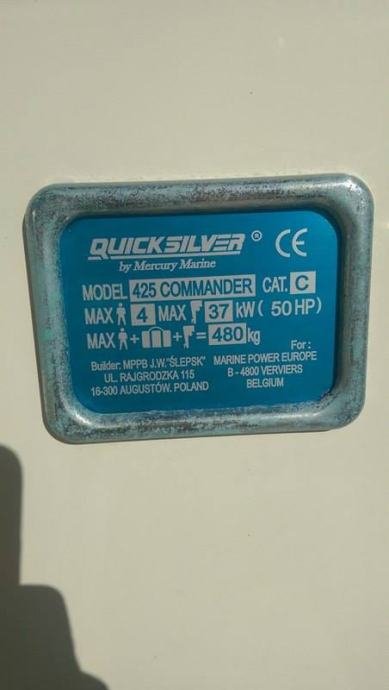 QUICKSILVER ® CE
by Mercury Marine
MODEL 425 COMMANDER CAT. C
MAX 4 MAX 37 kW (50 HP)
MAX + + = 480 kg
Builder: MPPB J.W. "ŚLEPSK"
UL. RAJGRODZKA 115
16-300 AUGUSTÓW. POLAND
For :
MARINE POWER EUROPE
B - 4800 VERVIERS
BELGIUM